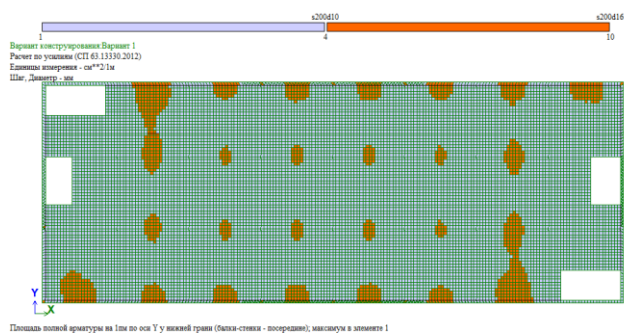 s200d10 s200d16
1 4 10
Вариант конструирования:Вариант 1
Расчет по усилиям (СП 63.13330.2012)
Единицы измерения - см**2/1м
Шаг, Диаметр - мм
Y
X
Площадь полной арматуры на 1пм по оси Y у нижней грани (балки-стенки - посередине); максимум в элементе 1